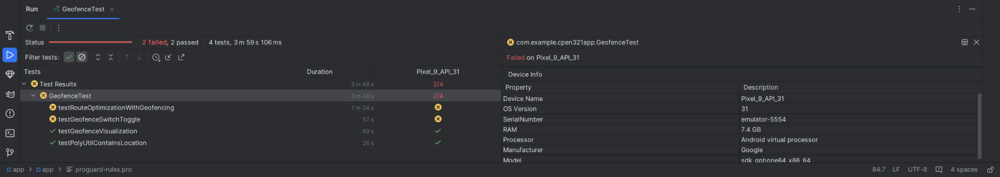 Run GeofenceTest
Status 2 failed, 2 passed 4 tests, 3 m 59 s 106 ms
Filter tests:
Tests Duration Pixel_9_API_31
Test Results 3 m 48 s 2/4
GeofenceTest 3 m 48 s 2/4
testRouteOptimizationWithGeofencing 1 m 34 s
testGeofenceSwitchToggle 57 s
testGeofenceVisualization 49 s
testPolyUtilContainsLocation 26 s
com.example.cpen321app.GeofenceTest
Failed on Pixel_9_API_31
Device Info
Property Description
Device Name Pixel_9_API_31
OS Version 31
SerialNumber emulator-5554
RAM 7.4 GB
Processor Android virtual processor
Manufacturer Google
Model sdk_gphone64_x86_64
app app proguard-rules.pro 84:7 LF UTF-8 4 spaces